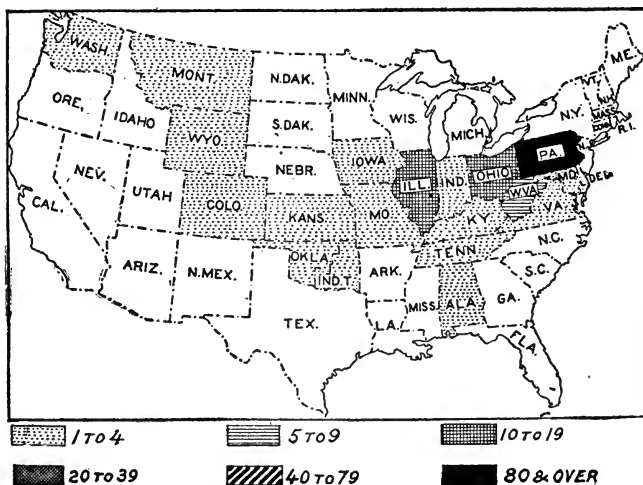 WASH.
MONT.
N.DAK.
MINN.
ME.
VT.
N.H.
ORE.
IDAHO
S.DAK.
WIS.
MICH.
N.Y.
MASS.
CONN.
R.I.
WYO.
NEBR.
IOWA
PA.
N.J.
NEV.
UTAH
COLO.
ILL.
IND.
OHIO
MD.
DEL.
W.VA.
VA.
CAL.
KANS.
MO.
KY.
ARIZ.
N.MEX.
OKLA.
IND.T.
ARK.
TENN.
N.C.
S.C.
TEX.
LA.
MISS.
ALA.
GA.
FLA.
1 TO 4 5 TO 9 10 TO 19
20 TO 39 40 TO 79 80 & OVER